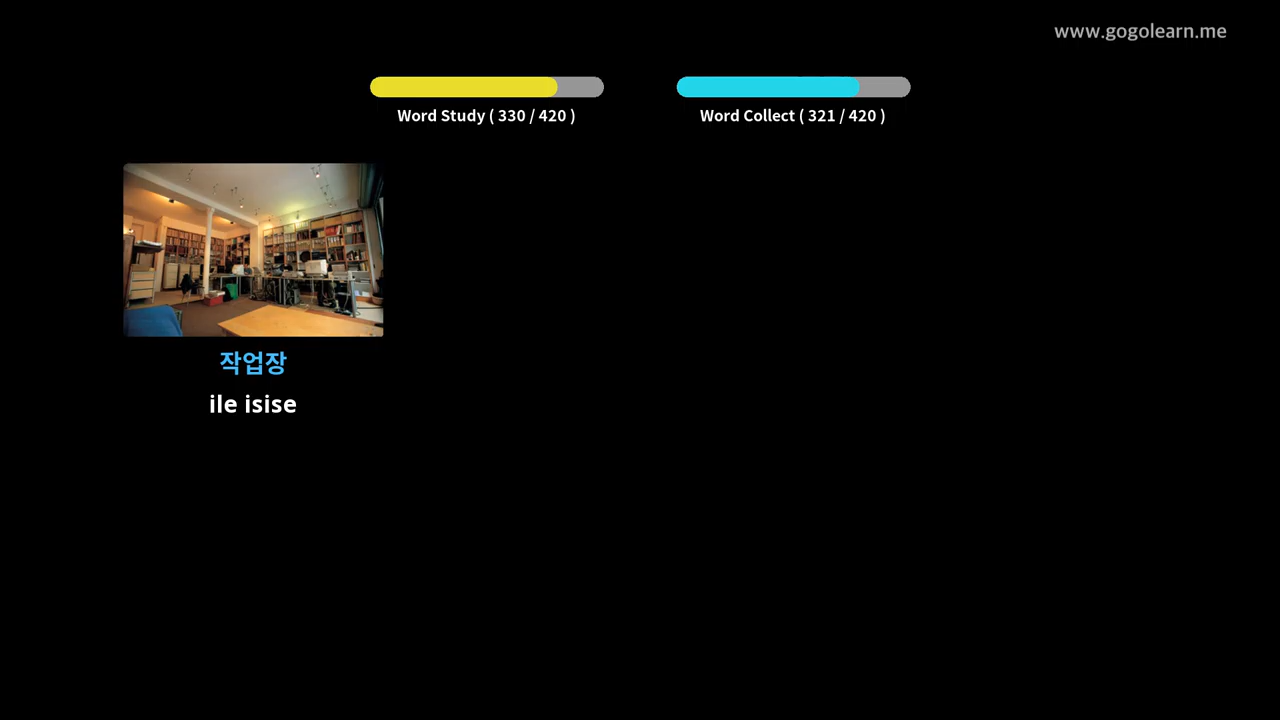 www.gogolearn.me
Word Study ( 330 / 420 )
Word Collect ( 321 / 420 )
작업장
ile isise